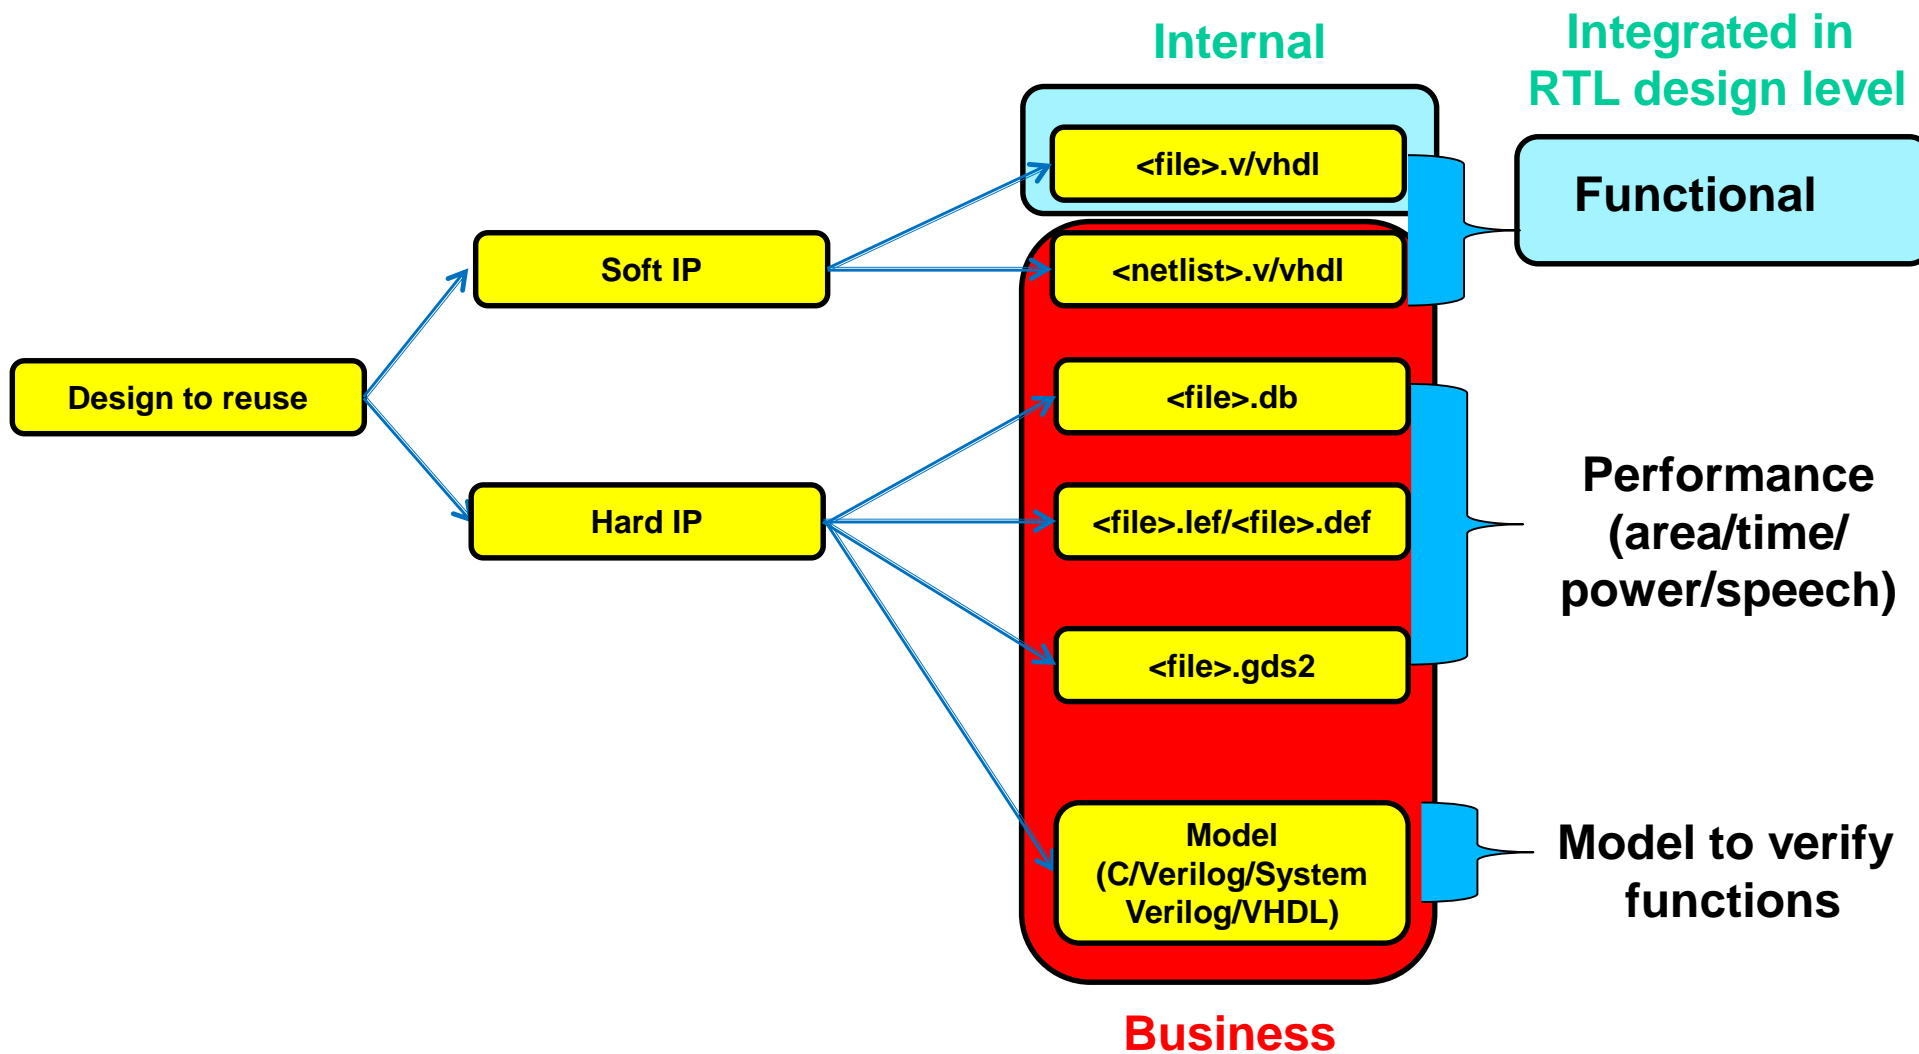 Internal
Integrated in
RTL design level
<file>.v/vhdl
Functional
Soft IP
<netlist>.v/vhdl
Design to reuse
<file>.db
Hard IP
<file>.lef/<file>.def
Performance
(area/time/
power/speech)
<file>.gds2
Model
(C/Verilog/System
Verilog/VHDL)
Model to verify
functions
Business